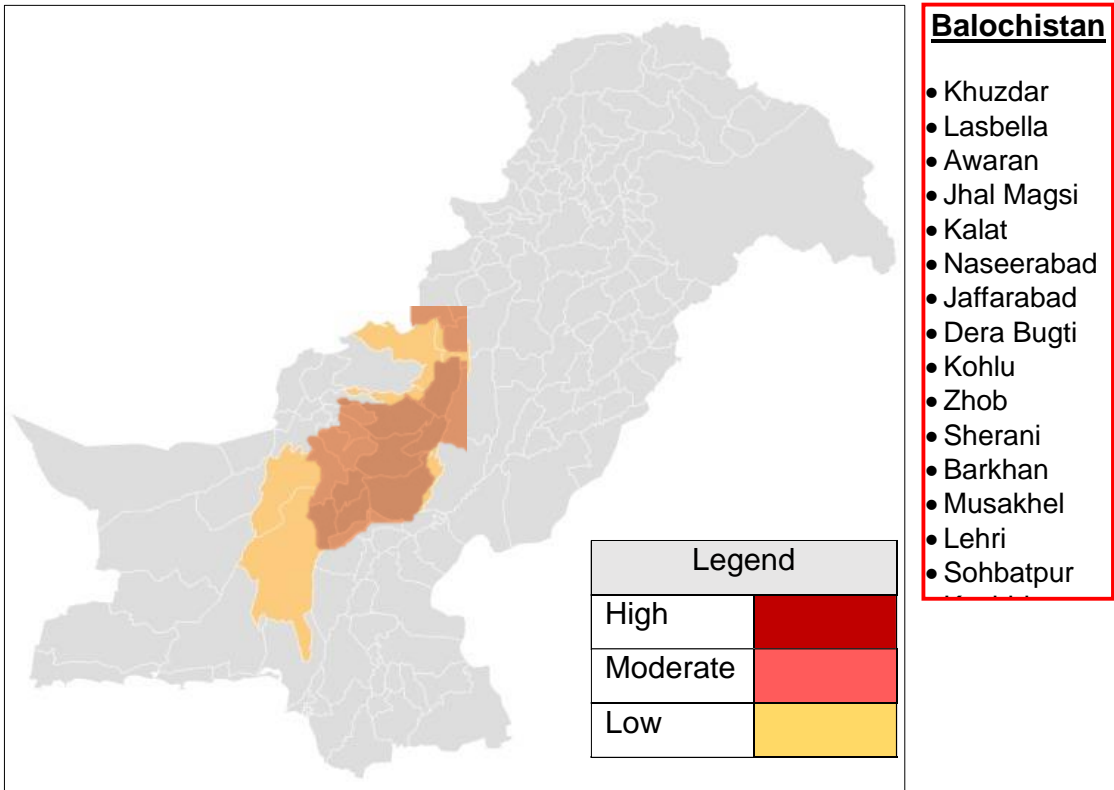 Balochistan
• Khuzdar
• Lasbella
• Awaran
• Jhal Magsi
• Kalat
• Naseerabad
• Jaffarabad
• Dera Bugti
• Kohlu
• Zhob
• Sherani
• Barkhan
• Musakhel
• Lehri
• Sohbatpur
Legend
High
Moderate
Low